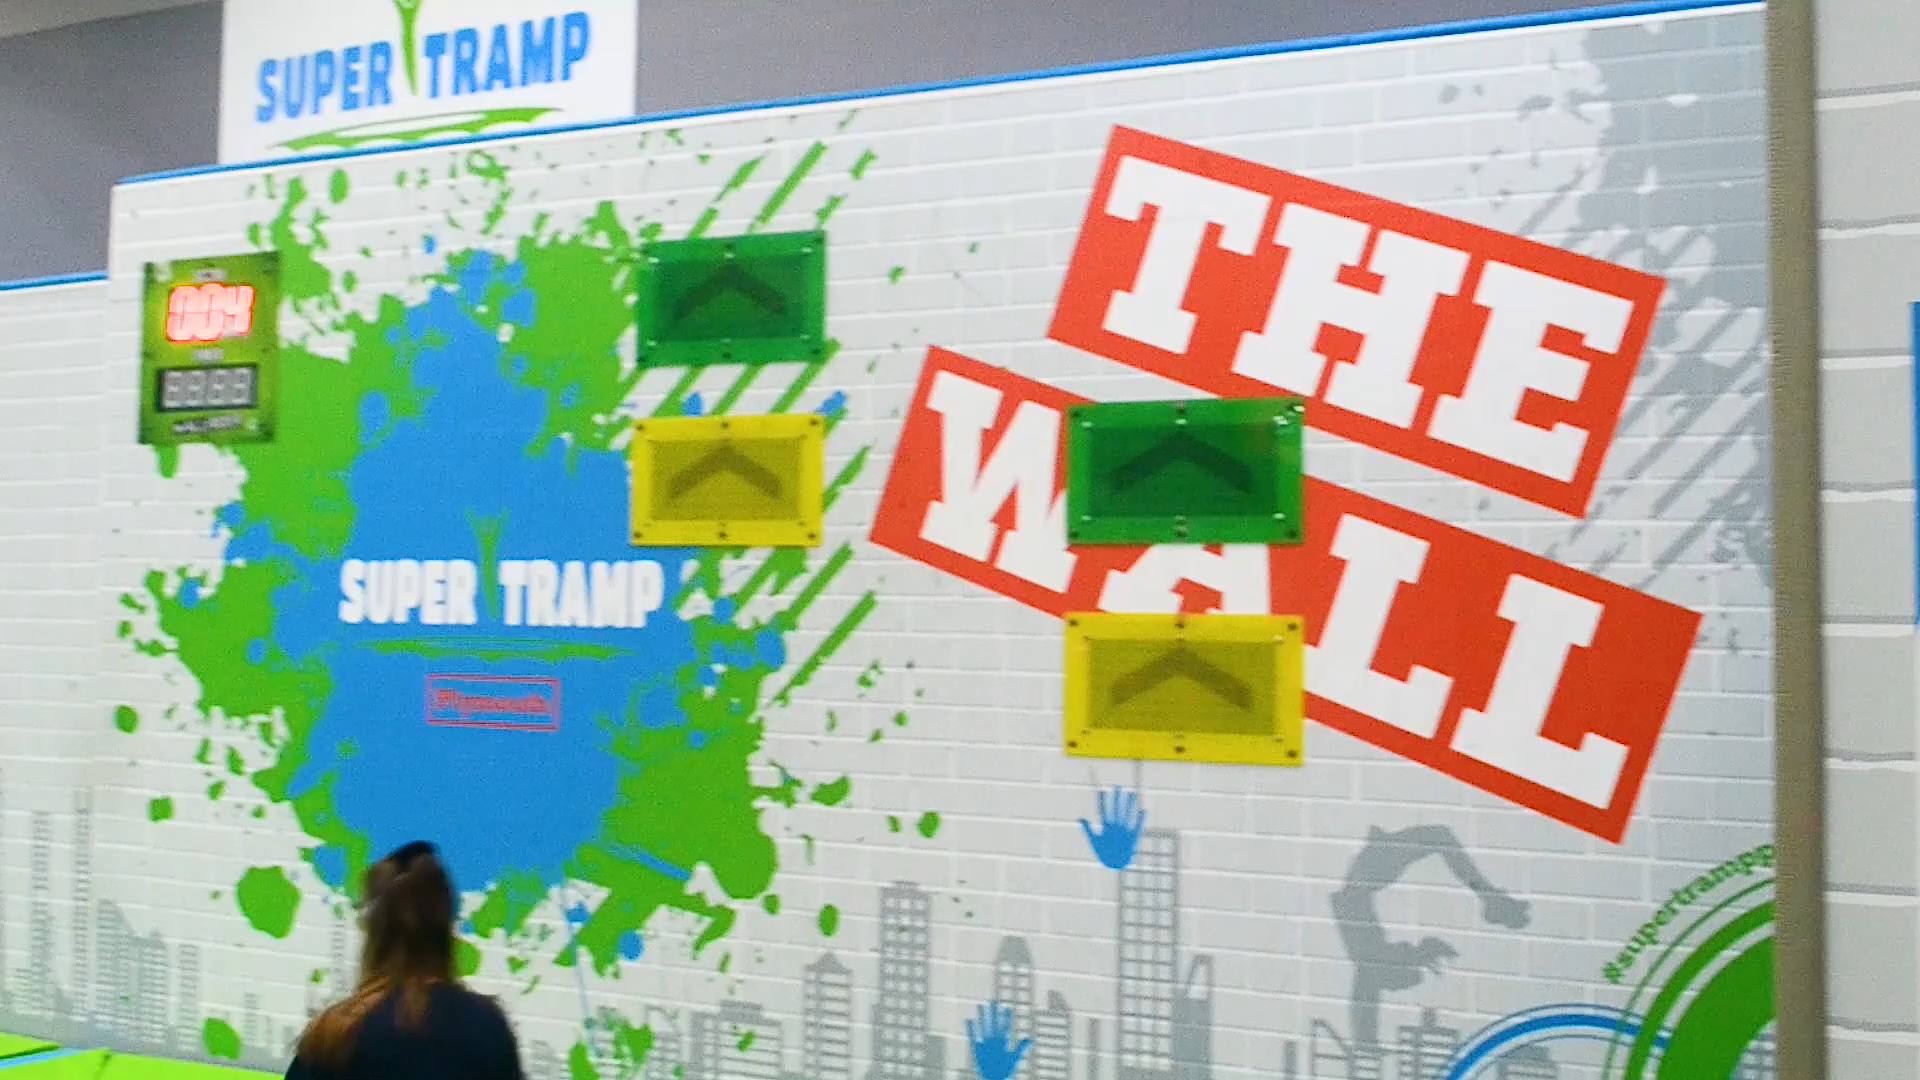 SUPER TRAMP
004
SUPER TRAMP
Plymouth
THE
WALL
#supertramp